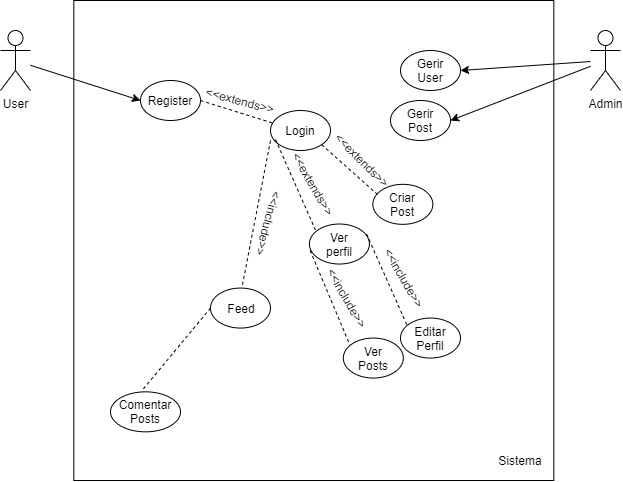 User
Admin
Gerir
User
Register
<<extends>>
Gerir
Post
Login
<<extends>>
<<extends>>
Criar
Post
<<include>>
Ver
perfil
<<include>>
<<include>>
Feed
Editar
Perfil
Ver
Posts
Comentar
Posts
Sistema